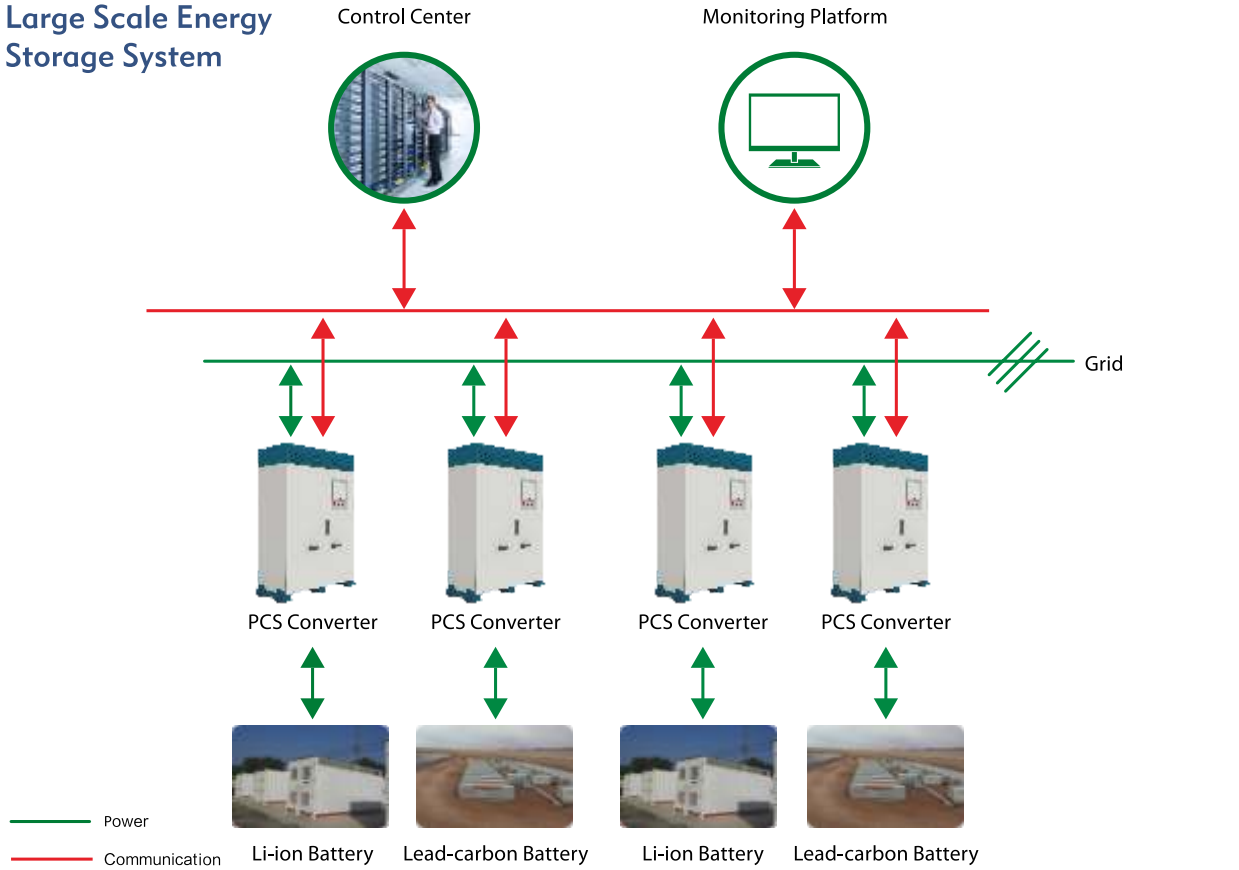 Large Scale Energy
Storage System
Control Center
Monitoring Platform
Grid
PCS Converter
PCS Converter
PCS Converter
PCS Converter
Power
Communication
Li-ion Battery
Lead-carbon Battery
Li-ion Battery
Lead-carbon Battery